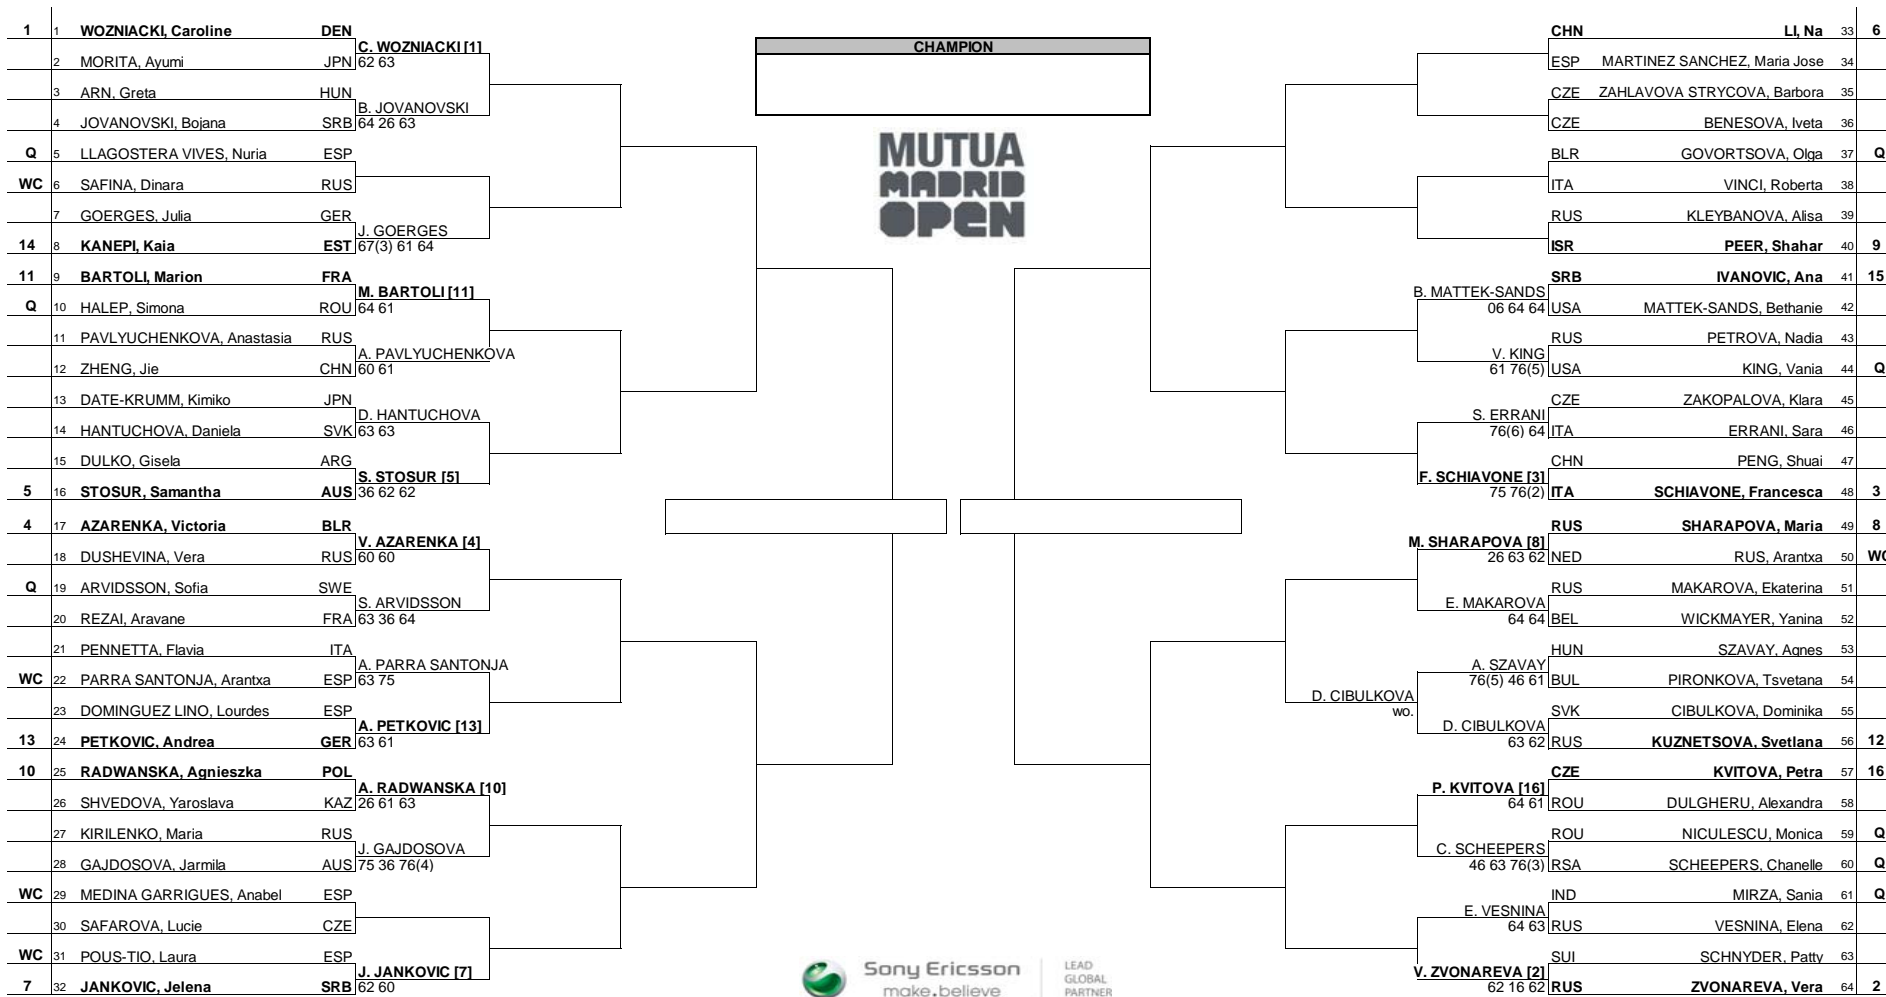 1 1 WOZNIACKI, Caroline DEN
C. WOZNIACKI [1]
2 MORITA, Ayumi JPN 62 63
3 ARN, Greta HUN
B. JOVANOVSKI
4 JOVANOVSKI, Bojana SRB 64 26 63
Q 5 LLAGOSTERA VIVES, Nuria ESP
WC 6 SAFINA, Dinara RUS
7 GOERGES, Julia GER
J. GOERGES
14 8 KANEPI, Kaia EST 67(3) 61 64
11 9 BARTOLI, Marion FRA
M. BARTOLI [11]
Q 10 HALEP, Simona ROU 64 61
11 PAVLYUCHENKOVA, Anastasia RUS
A. PAVLYUCHENKOVA
12 ZHENG, Jie CHN 60 61
13 DATE-KRUMM, Kimiko JPN
D. HANTUCHOVA
14 HANTUCHOVA, Daniela SVK 63 63
15 DULKO, Gisela ARG
S. STOSUR [5]
5 16 STOSUR, Samantha AUS 36 62 62
4 17 AZARENKA, Victoria BLR
V. AZARENKA [4]
18 DUSHEVINA, Vera RUS 60 60
Q 19 ARVIDSSON, Sofia SWE
S. ARVIDSSON
20 REZAI, Aravane FRA 63 36 64
21 PENNETTA, Flavia ITA
A. PARRA SANTONJA
WC 22 PARRA SANTONJA, Arantxa ESP 63 75
23 DOMINGUEZ LINO, Lourdes ESP
A. PETKOVIC [13]
13 24 PETKOVIC, Andrea GER 63 61
10 25 RADWANSKA, Agnieszka POL
A. RADWANSKA [10]
26 SHVEDOVA, Yaroslava KAZ 26 61 63
27 KIRILENKO, Maria RUS
J. GAJDOSOVA
28 GAJDOSOVA, Jarmila AUS 75 36 76(4)
WC 29 MEDINA GARRIGUES, Anabel ESP
30 SAFAROVA, Lucie CZE
WC 31 POUS-TIO, Laura ESP
J. JANKOVIC [7]
7 32 JANKOVIC, Jelena SRB 62 60
CHAMPION
MUTUA
MADRID
OPEN
Sony Ericsson
make.believe
LEAD
GLOBAL
PARTNER
CHN LI, Na 33 6
ESP MARTINEZ SANCHEZ, Maria Jose 34
CZE ZAHLAVOVA STRYCOVA, Barbora 35
CZE BENESOVA, Iveta 36
BLR GOVORTSOVA, Olga 37 Q
ITA VINCI, Roberta 38
RUS KLEYBANOVA, Alisa 39
ISR PEER, Shahar 40 9
SRB IVANOVIC, Ana 41 15
B. MATTEK-SANDS
06 64 64 USA MATTEK-SANDS, Bethanie 42
RUS PETROVA, Nadia 43
V. KING
61 76(5) USA KING, Vania 44 Q
CZE ZAKOPALOVA, Klara 45
S. ERRANI
76(6) 64 ITA ERRANI, Sara 46
CHN PENG, Shuai 47
F. SCHIAVONE [3]
75 76(2) ITA SCHIAVONE, Francesca 48 3
RUS SHARAPOVA, Maria 49 8
M. SHARAPOVA [8]
26 63 62 NED RUS, Arantxa 50 WC
RUS MAKAROVA, Ekaterina 51
E. MAKAROVA
64 64 BEL WICKMAYER, Yanina 52
HUN SZAVAY, Agnes 53
A. SZAVAY
76(5) 46 61 BUL PIRONKOVA, Tsvetana 54
D. CIBULKOVA
wo.
SVK CIBULKOVA, Dominika 55
D. CIBULKOVA
63 62 RUS KUZNETSOVA, Svetlana 56 12
CZE KVITOVA, Petra 57 16
P. KVITOVA [16]
64 61 ROU DULGHERU, Alexandra 58
ROU NICULESCU, Monica 59 Q
C. SCHEEPERS
46 63 76(3) RSA SCHEEPERS, Chanelle 60 Q
IND MIRZA, Sania 61 Q
E. VESNINA
64 63 RUS VESNINA, Elena 62
SUI SCHNYDER, Patty 63
V. ZVONAREVA [2]
62 16 62 RUS ZVONAREVA, Vera 64 2